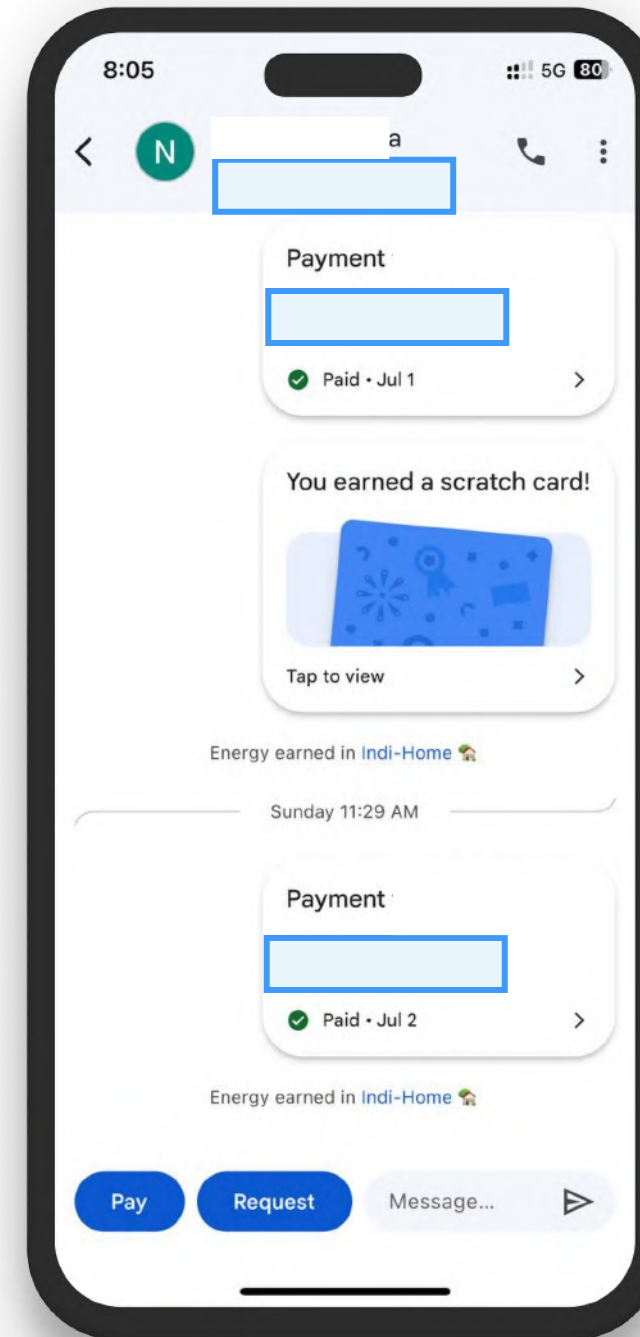 8:05 5G 80
N a
Payment
Paid • Jul 1
You earned a scratch card!
Tap to view
Energy earned in Indi-Home
Sunday 11:29 AM
Payment
Paid • Jul 2
Energy earned in Indi-Home
Pay Request Message...